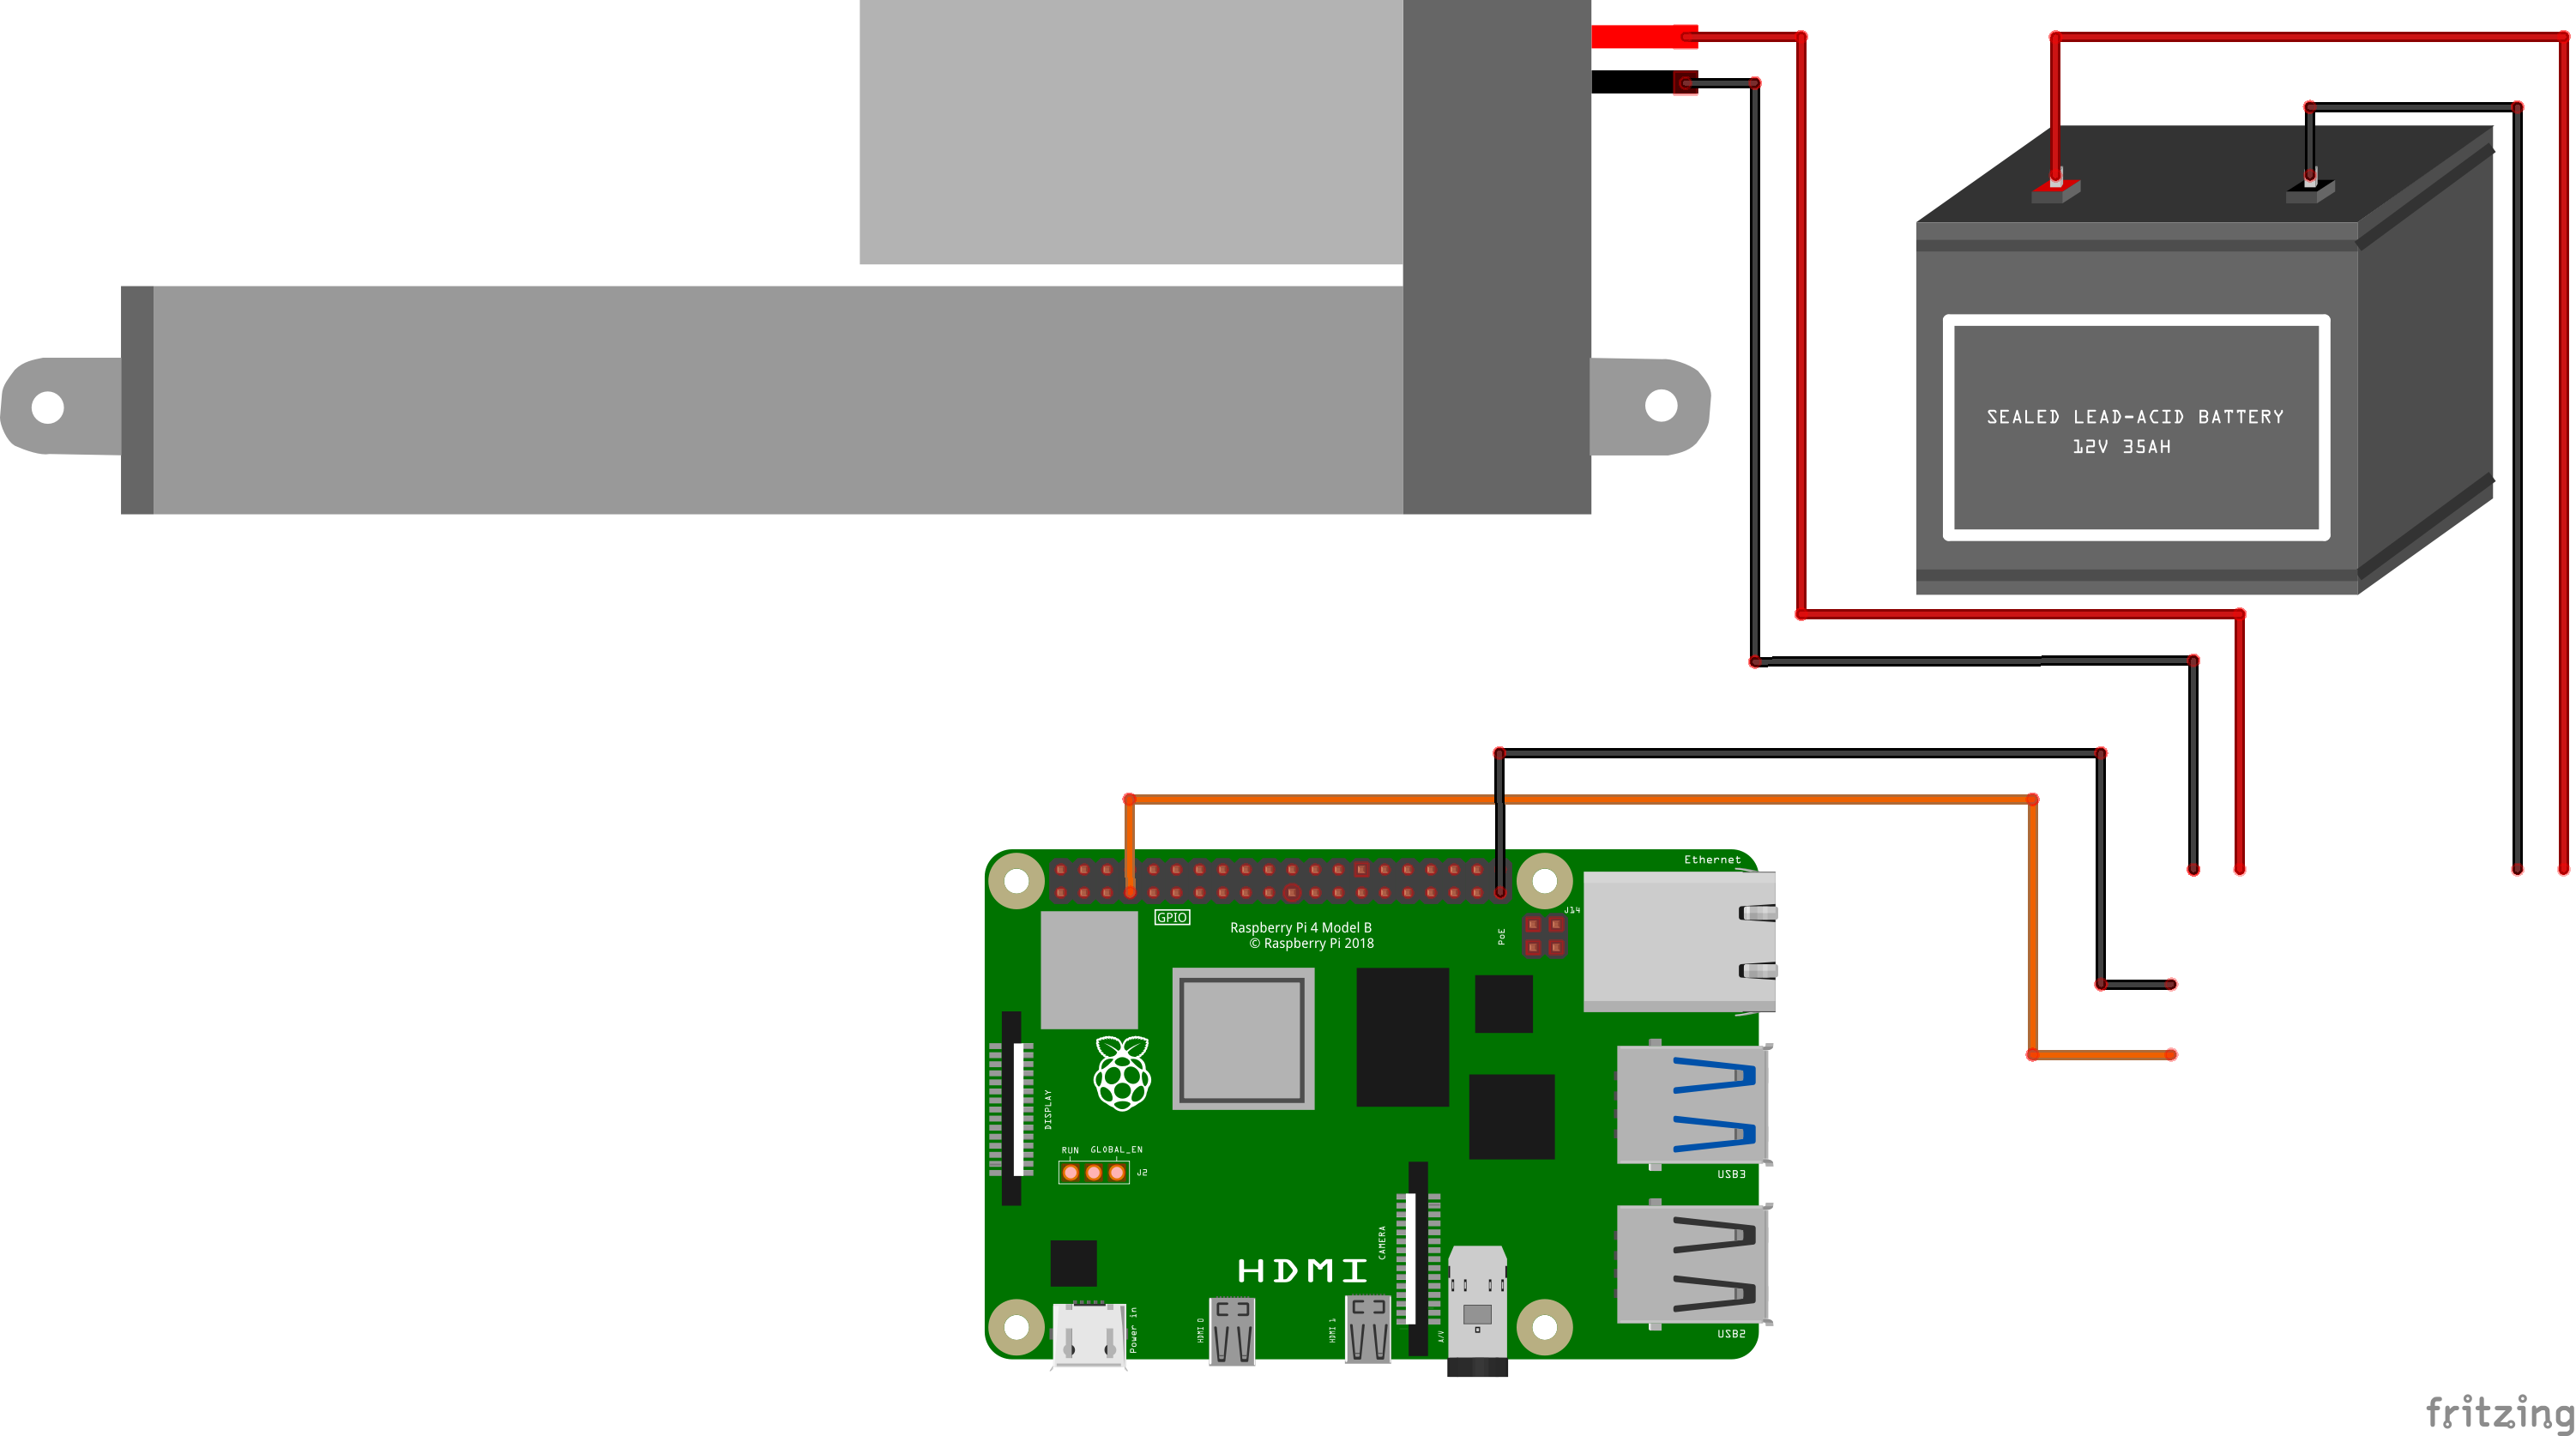 SEALED LEAD-ACID BATTERY
12V 35AH
Ethernet
GPIO
J14
Raspberry Pi 4 Model B
© Raspberry Pi 2018
PoE
DISPLAY
RUN
GLOBAL_EN
J2
USB3
CAMERA
HDMI
Power in
HDMI 0
HDMI 1
A/V
USB2
fritzing